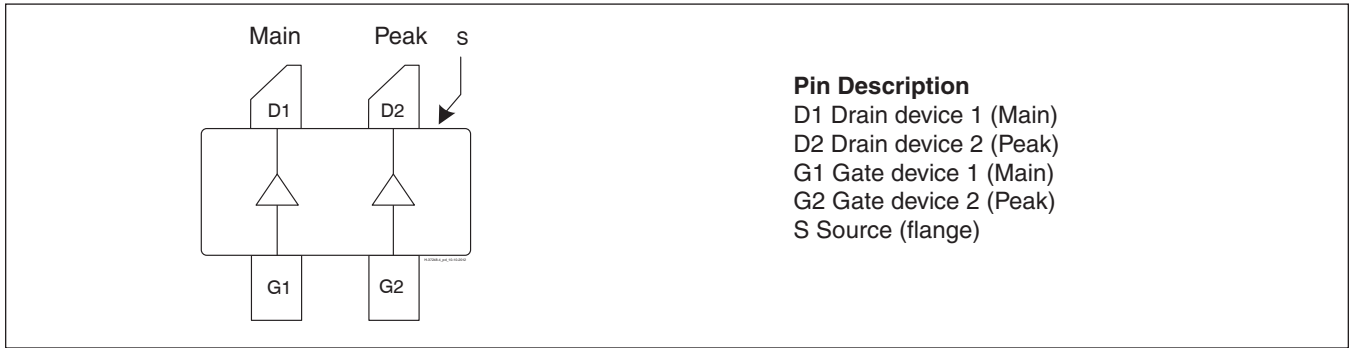 Main Peak S
D1 D2
G1 G2
Pin Description
D1 Drain device 1 (Main)
D2 Drain device 2 (Peak)
G1 Gate device 1 (Main)
G2 Gate device 2 (Peak)
S Source (flange)